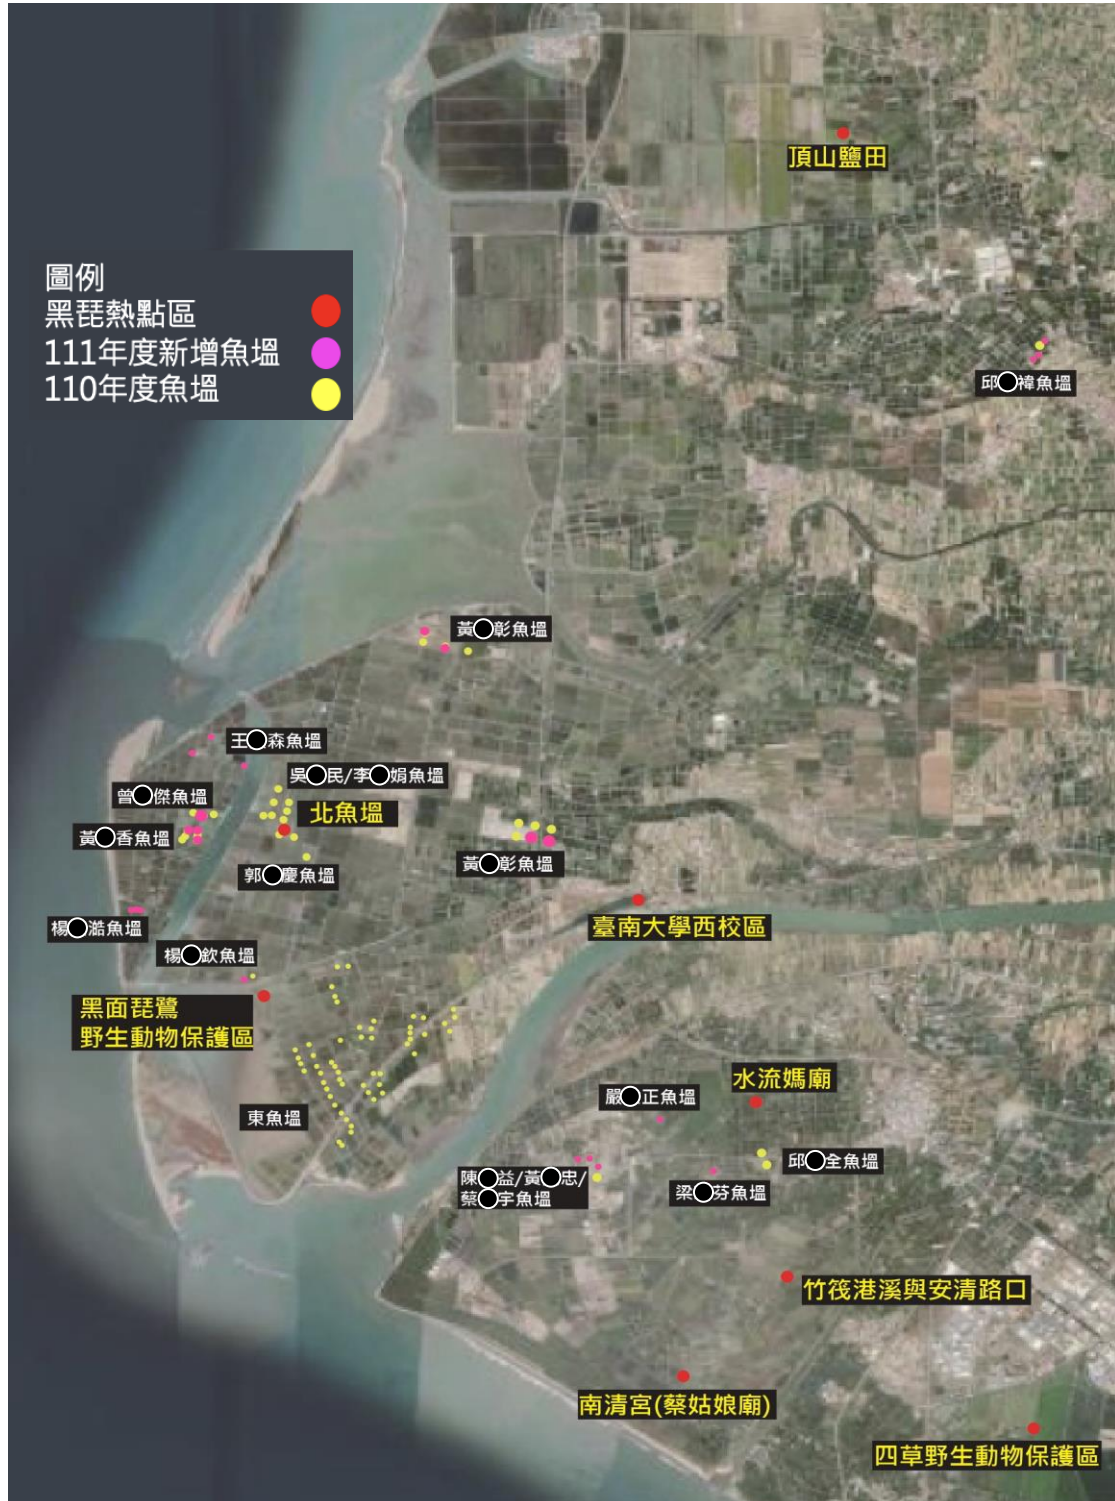 頂山鹽田
圖例
黑琵熱點區
111年度新增魚塭
110年度魚塭
邱●褘魚塭
黃●彰魚塭
王●森魚塭
吳●民/李●娟魚塭
曾●傑魚塭
北魚塭
黃●香魚塭
黃●彰魚塭
郭●慶魚塭
楊●澔魚塭
臺南大學西校區
楊●欽魚塭
黑面琵鷺
野生動物保護區
水流媽廟
嚴●正魚塭
東魚塭
邱●全魚塭
陳●益/黃●忠/
蔡●宇魚塭
梁●芬魚塭
竹筏港溪與安清路口
南清宮(蔡姑娘廟)
四草野生動物保護區